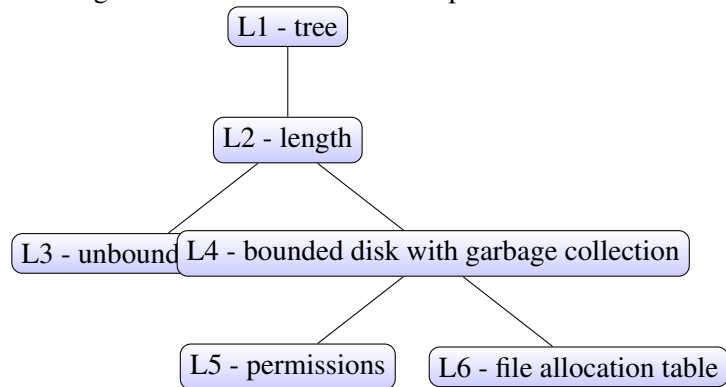 L1 - tree
L2 - length
L3 - unbound
L4 - bounded disk with garbage collection
L5 - permissions
L6 - file allocation table